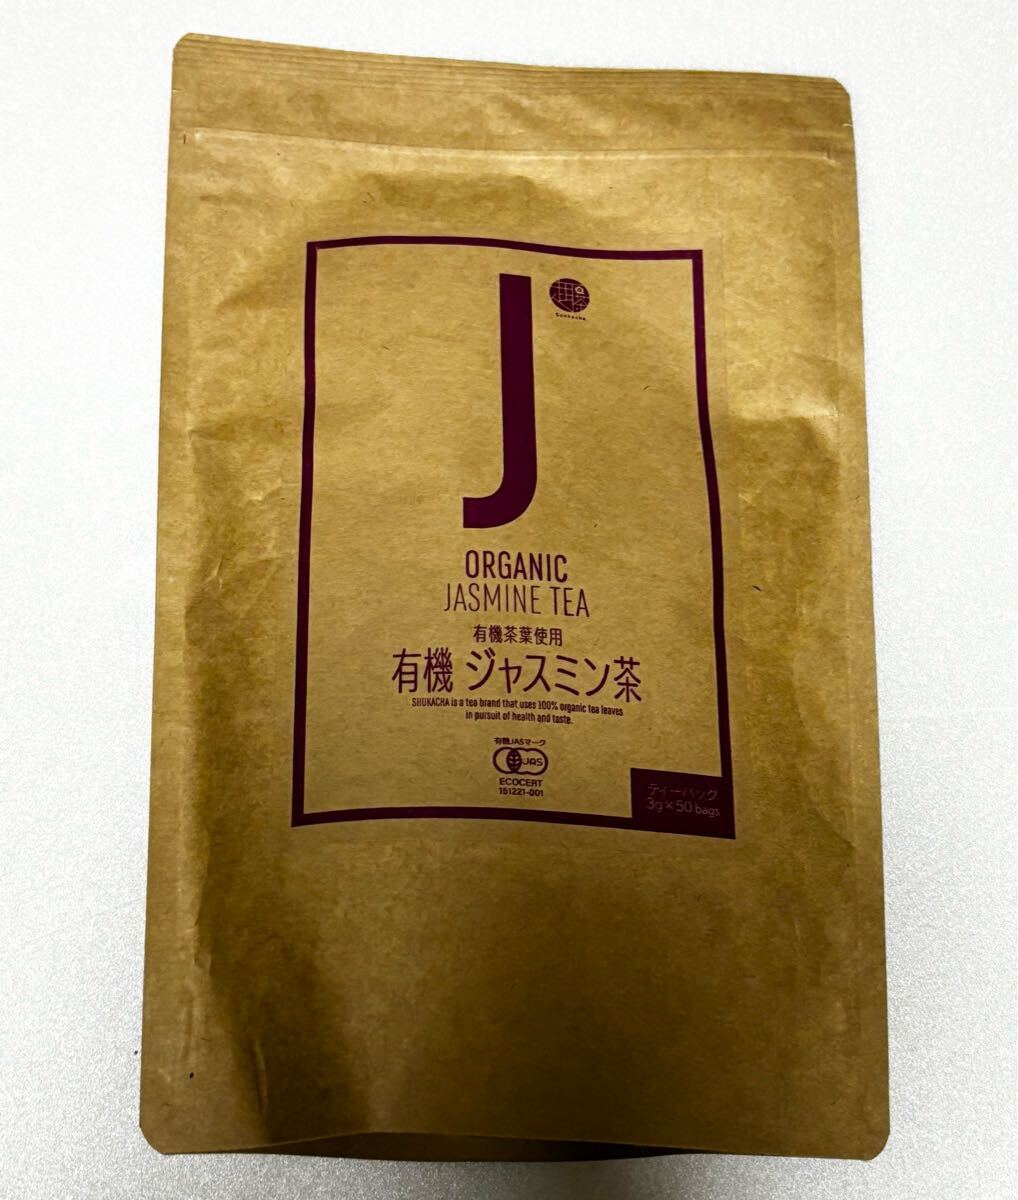 J
ORGANIC
JASMINE TEA
有機茶葉使用
有機 ジャスミン茶
SHUKACHA is a tea brand that uses 100% organic tea leaves
in pursuit of health and taste.
有機JASマーク
JAS
ECOCERT
151221-001
ティーバッグ
3g×50 bags